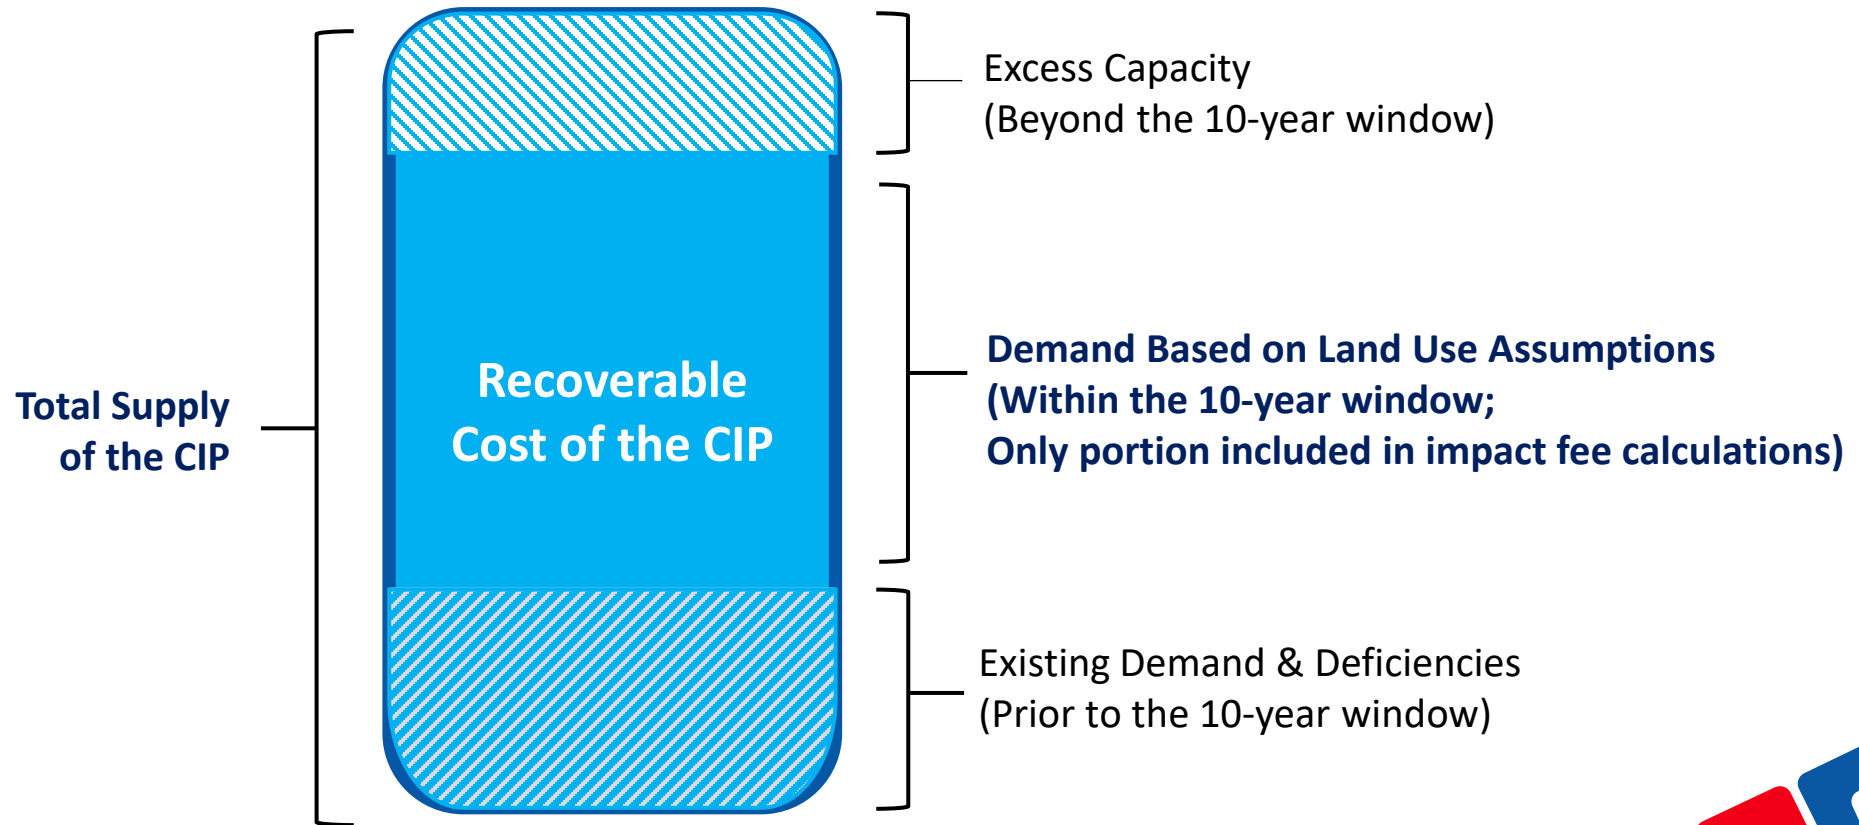 Excess Capacity
(Beyond the 10-year window)
Total Supply
of the CIP
Recoverable
Cost of the CIP
Demand Based on Land Use Assumptions
(Within the 10-year window;
Only portion included in impact fee calculations)
Existing Demand & Deficiencies
(Prior to the 10-year window)